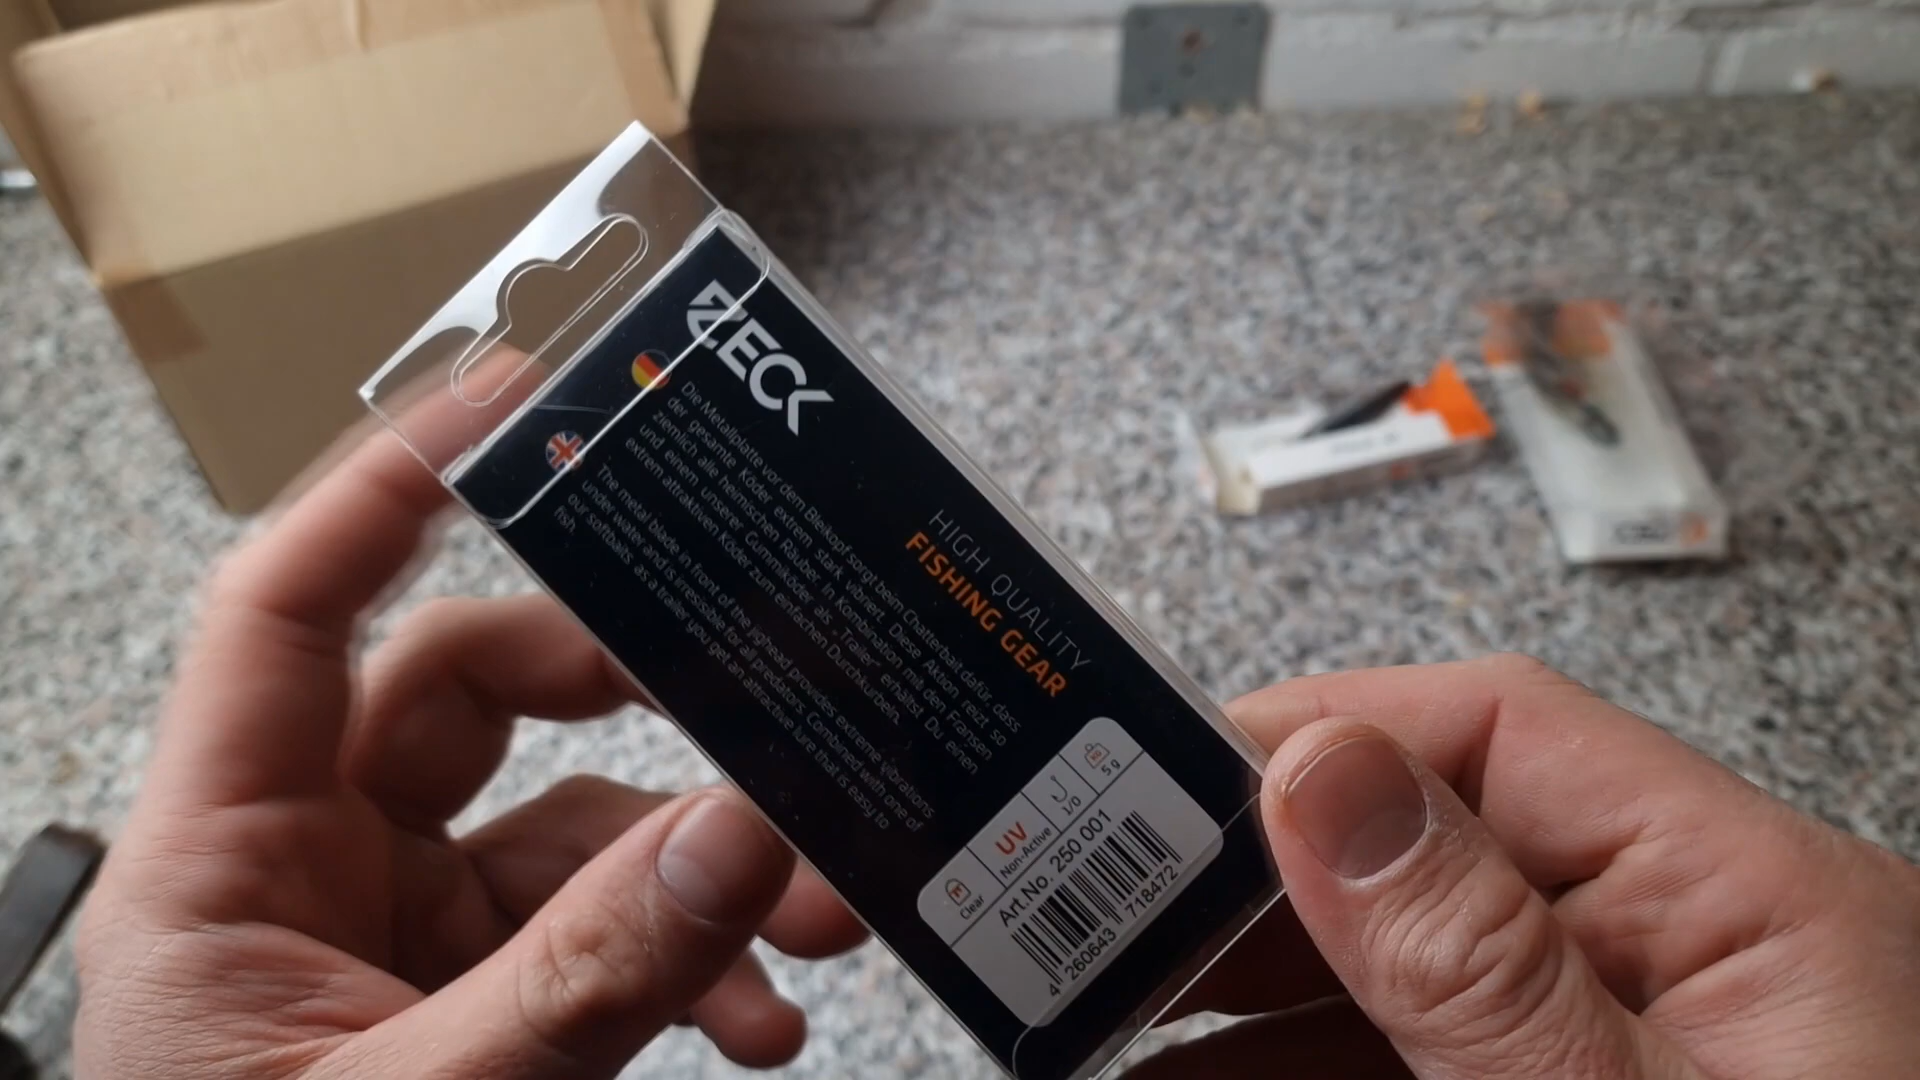 ZECK
HIGH QUALITY
FISHING GEAR
Die Metallplatte vor dem Bleikopf sorgt beim Chatterbait dafür, dass
der gesamte Köder extrem stark vibriert. Diese Aktion reizt so
ziemlich alle heimischen Räuber. In Kombination mit den Fransen
und einem unserer Gummiköder als "Trailer" erhältst Du einen
extrem attraktiven Köder zum einfachen Durchkurbeln.
The metal blade in front of the jighead provides extreme vibrations
under water and is irresistible for all predators. Combined with one of
our softbaits as a trailer you get an attractive lure that is easy to
fish.
Clear
UV
Non-Active
1/0
KG
5 g
Art.No. 250 001
4 260643 718472